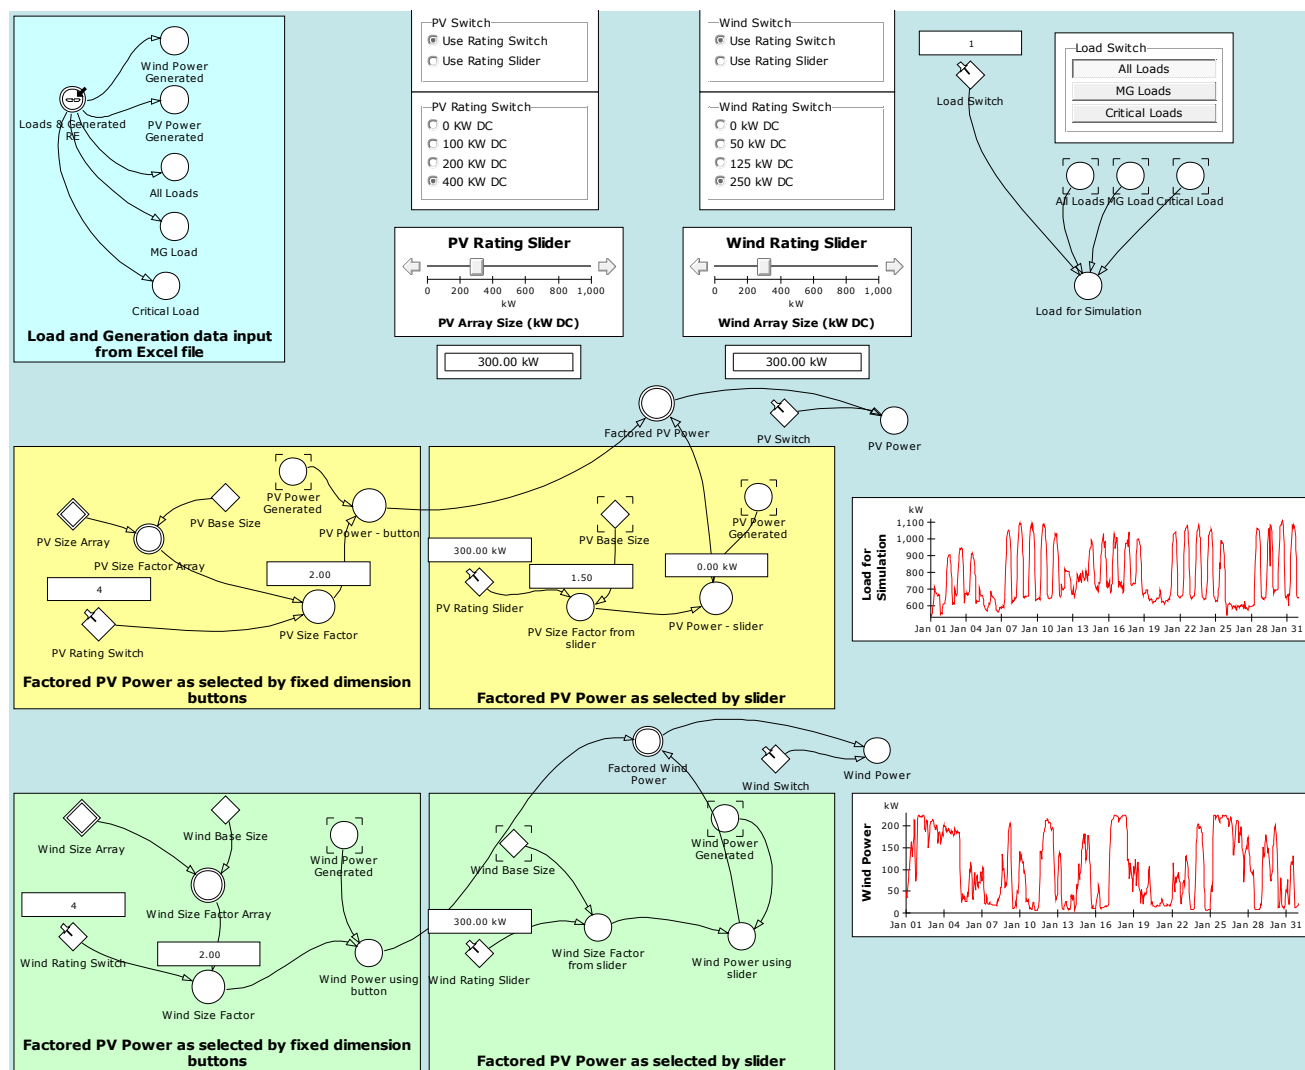 Wind Power
Generated
PV Power
Generated
Loads & Generated
RE
All Loads
MG Load
Critical Load
Load and Generation data input
from Excel file
PV Switch
Use Rating Switch
Use Rating Slider
PV Rating Switch
0 KW DC
100 KW DC
200 KW DC
400 KW DC
Wind Switch
Use Rating Switch
Use Rating Slider
Wind Rating Switch
0 kW DC
50 kW DC
125 kW DC
250 kW DC
1
Load Switch
Load Switch
All Loads
MG Loads
Critical Loads
All Loads
MG Load
Critical Load
Load for Simulation
PV Rating Slider
0 200 400 600 800 1,000
kW
PV Array Size (kW DC)
300.00 kW
Wind Rating Slider
0 200 400 600 800 1,000
kW
Wind Array Size (kW DC)
300.00 kW
Factored PV Power
PV Switch
PV Power
PV Size Array
PV Base Size
PV Power
Generated
PV Power - button
PV Size Factor Array
4
2.00
PV Rating Switch
PV Size Factor
Factored PV Power as selected by fixed dimension
buttons
PV Base Size
PV Power
Generated
300.00 kW
1.50
0.00 kW
PV Rating Slider
PV Size Factor from
slider
PV Power - slider
Factored PV Power as selected by slider
kW
1,100
1,000
900
800
700
600
Load for
Simulation
Jan 01 Jan 04 Jan 07 Jan 10 Jan 13 Jan 16 Jan 19 Jan 22 Jan 25 Jan 28 Jan 31
Factored Wind
Power
Wind Switch
Wind Power
Wind Size Array
Wind Base Size
Wind Power
Generated
Wind Size Factor Array
4
2.00
Wind Rating Switch
Wind Size Factor
Wind Power using
button
Factored PV Power as selected by fixed dimension
buttons
Wind Base Size
Wind Power
Generated
300.00 kW
Wind Rating Slider
Wind Size Factor
from slider
Wind Power using
slider
Factored PV Power as selected by slider
kW
200
150
100
50
0
Wind Power
Jan 01 Jan 04 Jan 07 Jan 10 Jan 13 Jan 16 Jan 19 Jan 22 Jan 25 Jan 28 Jan 31